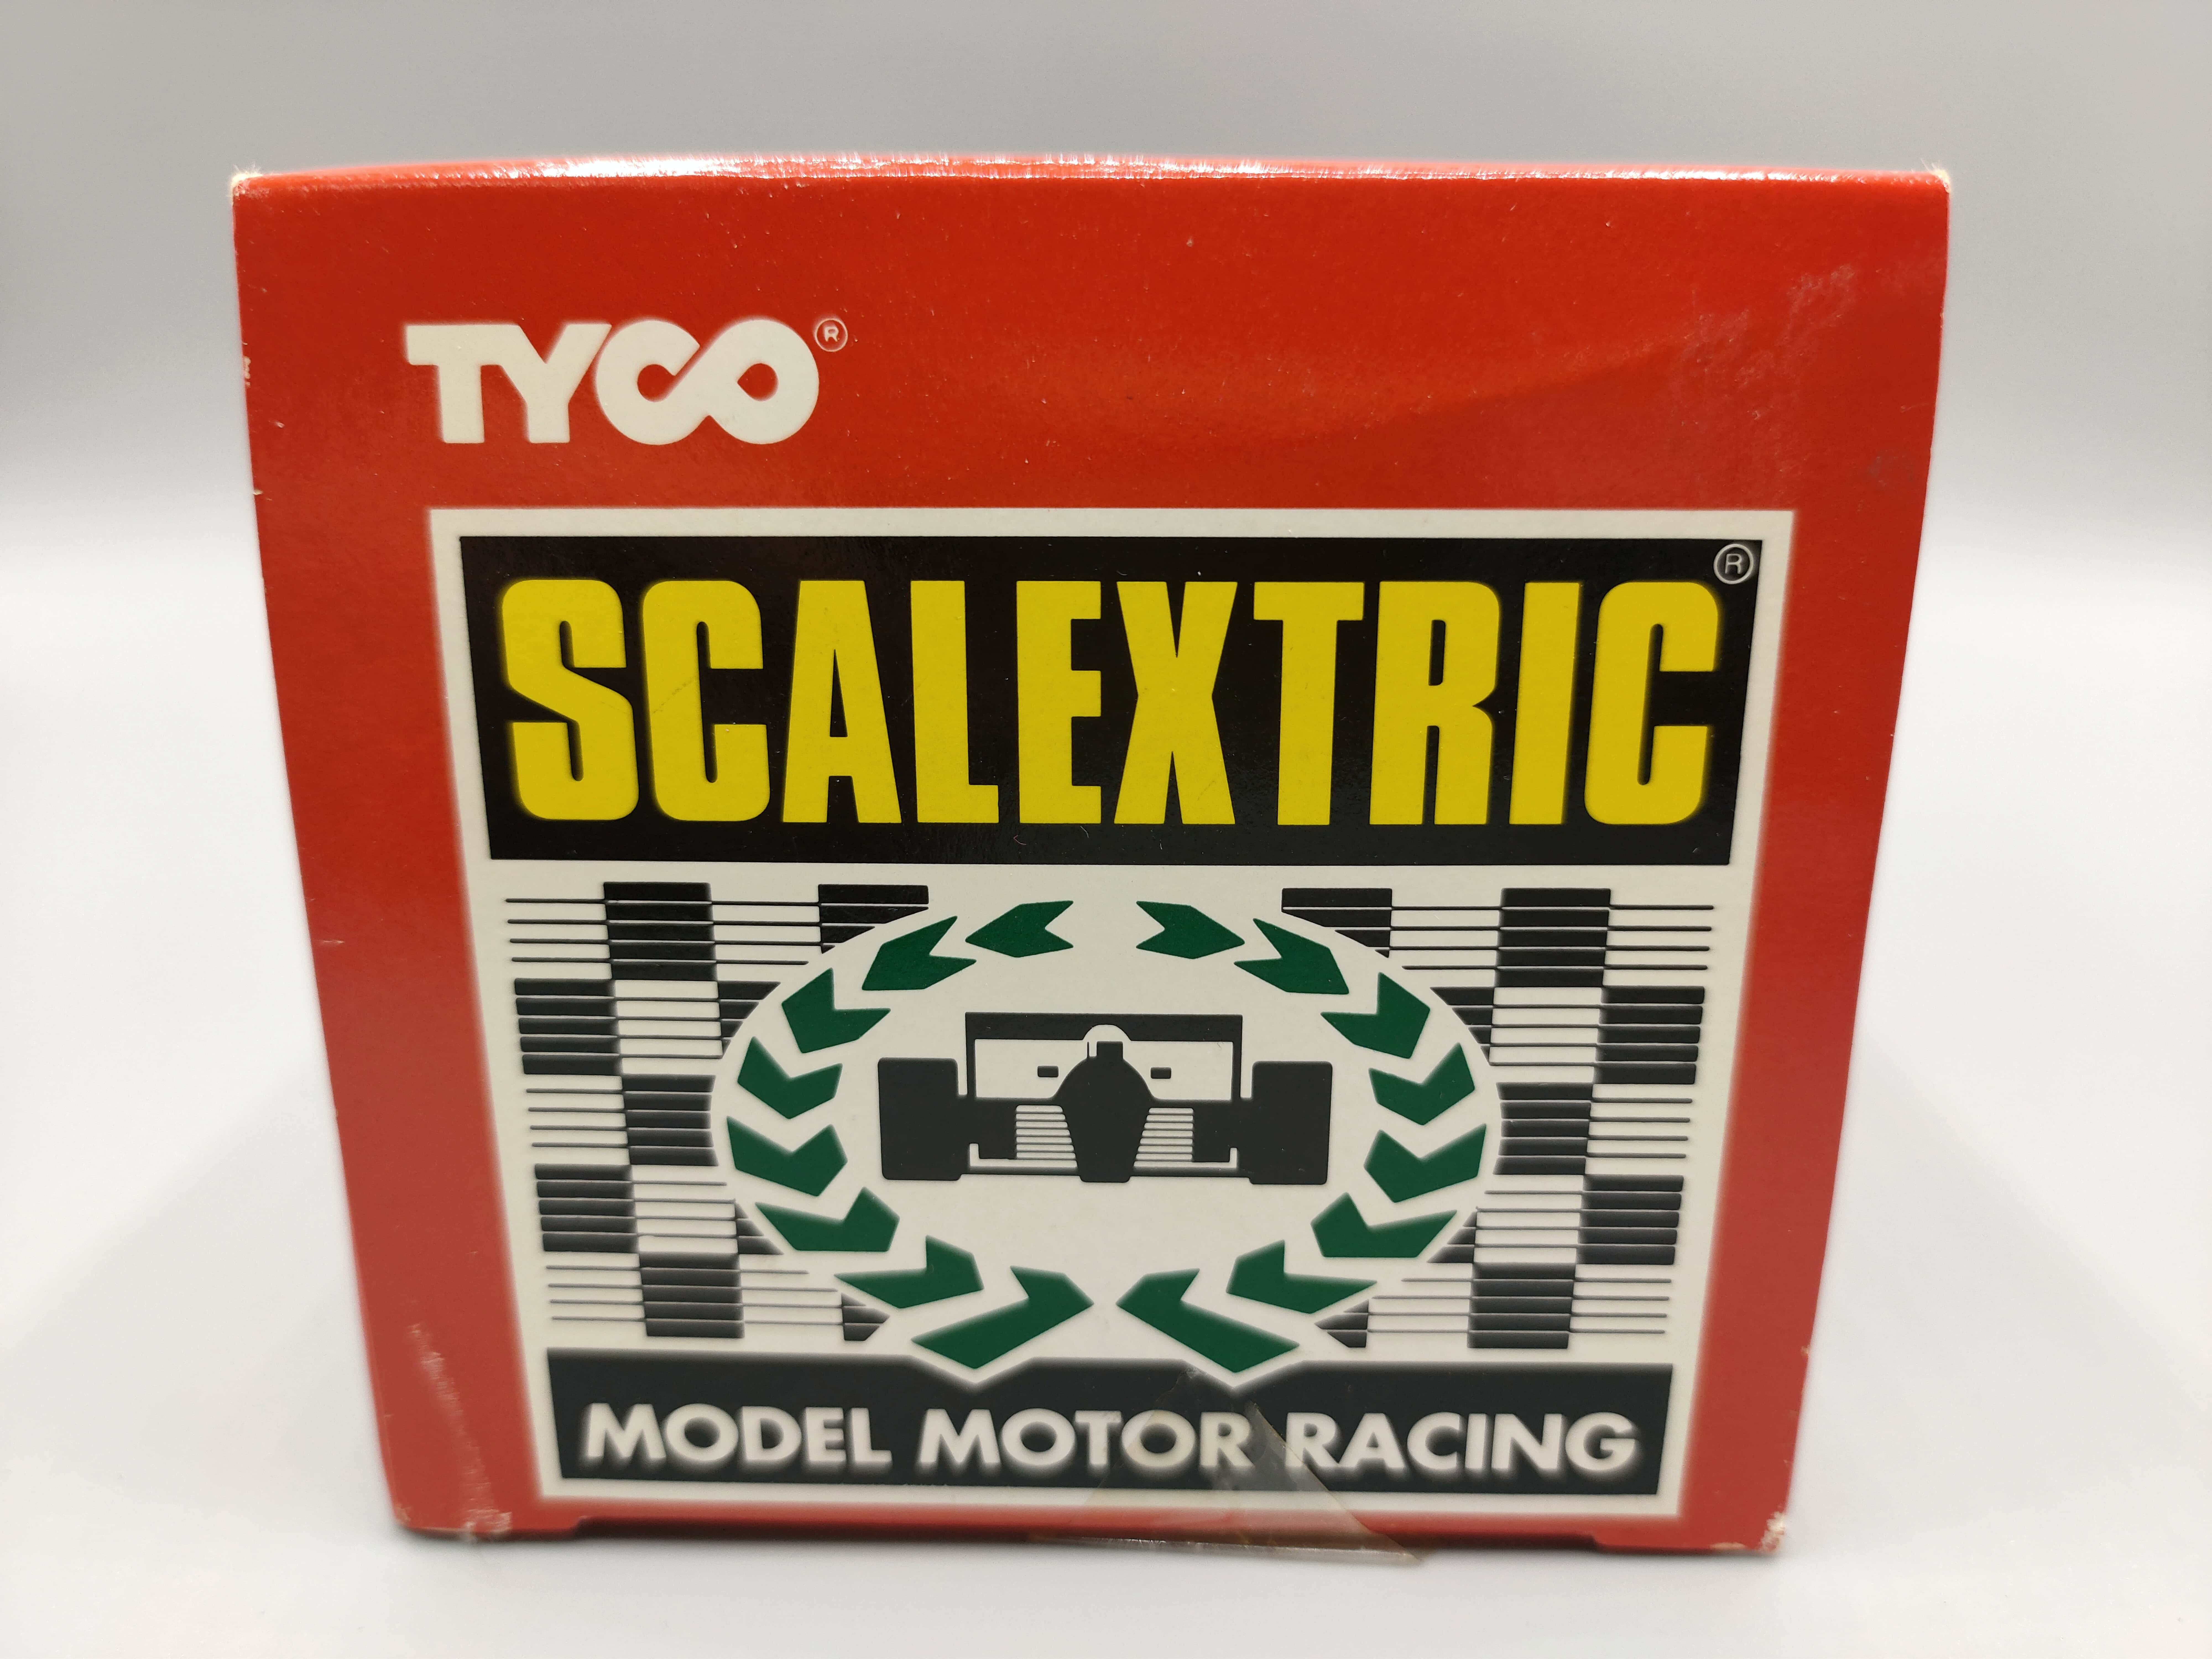 TYCO®
SCALEXTRIC®
MODEL MOTOR RACING